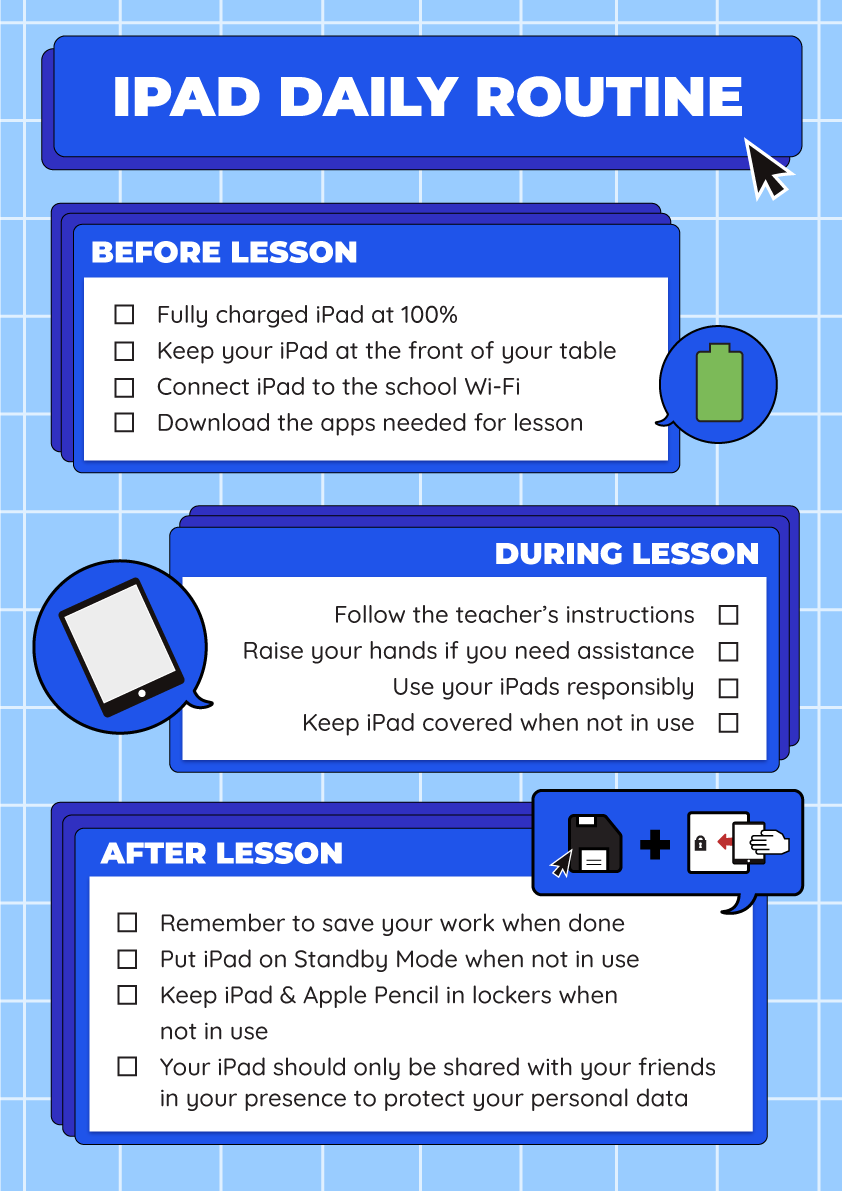 IPAD DAILY ROUTINE
BEFORE LESSON
Fully charged iPad at 100%
Keep your iPad at the front of your table
Connect iPad to the school Wi-Fi
Download the apps needed for lesson
DURING LESSON
Follow the teacher’s instructions
Raise your hands if you need assistance
Use your iPads responsibly
Keep iPad covered when not in use
AFTER LESSON
Remember to save your work when done
Put iPad on Standby Mode when not in use
Keep iPad & Apple Pencil in lockers when
not in use
Your iPad should only be shared with your friends
in your presence to protect your personal data